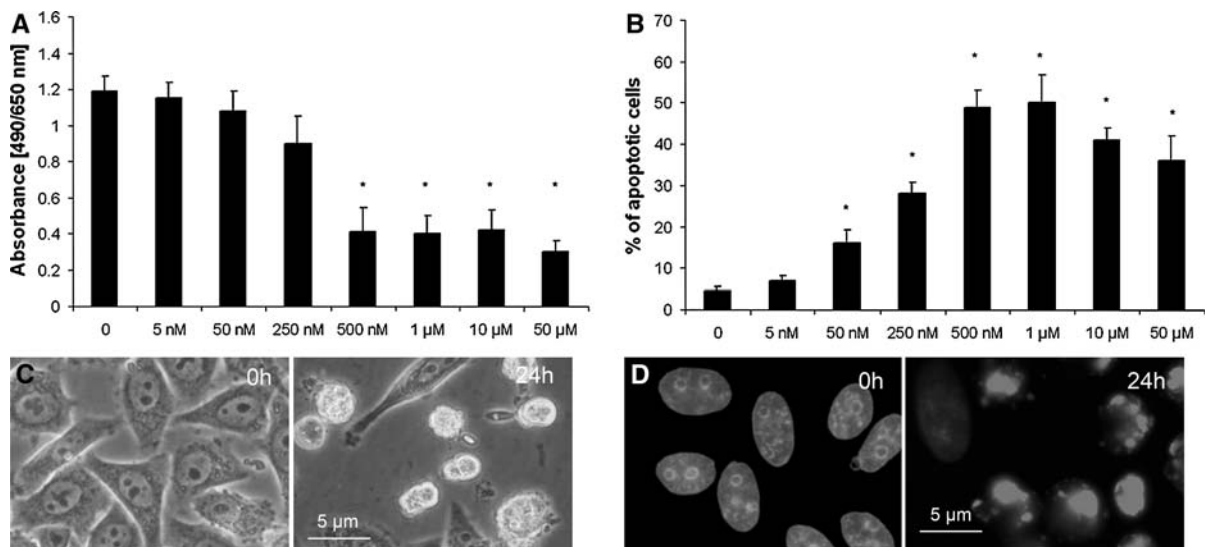 A
Absorbance [490/650 nm]
1.6
1.4
1.2
1
0.8
0.6
0.4
0.2
0
* * * *
0 5 nM 50 nM 250 nM 500 nM 1 µM 10 µM 50 µM
B
% of apoptotic cells
70
60
50
40
30
20
10
0
* * * * * *
0 5 nM 50 nM 250 nM 500 nM 1 µM 10 µM 50 µM
C
0h
24h
5 µm
D
0h
24h
5 µm